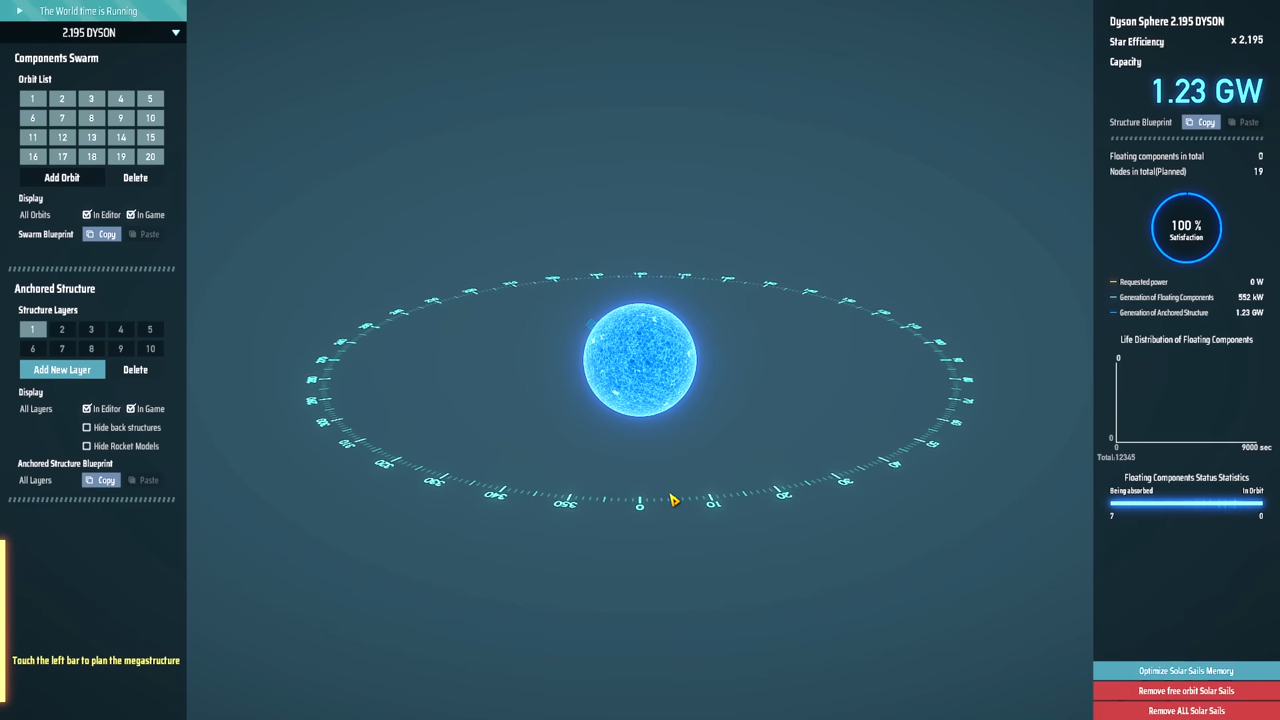 The World time is Running
2.195 DYSON
Components Swarm
Orbit List
1 2 3 4 5
6 7 8 9 10
11 12 13 14 15
16 17 18 19 20
Add Orbit Delete
Display
All Orbits In Editor In Game
Swarm Blueprint Copy Paste
Anchored Structure
Structure Layers
1 2 3 4 5
6 7 8 9 10
Add New Layer Delete
Display
All Layers In Editor In Game
Hide back structures
Hide Rocket Models
Anchored Structure Blueprint
All Layers Copy Paste
Touch the left bar to plan the megastructure
330 340 350 0 10 20 30 40
Dyson Sphere 2.195 DYSON
Star Efficiency x 2,195
Capacity
1.23 GW
Structure Blueprint Copy Paste
Floating components in total 0
Nodes in total(Planned) 19
100 %
Satisfaction
Requested power 0 W
Generation of Floating Components 552 kW
Generation of Anchored Structure 1.23 GW
Life Distribution of Floating Components
0
0
0 9000 sec
Total:12345
Floating Components Status Statistics
Being absorbed In Orbit
7 0
Optimize Solar Sails Memory
Remove free orbit Solar Sails
Remove ALL Solar Sails